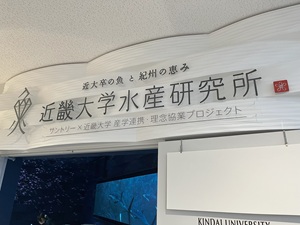 近大卒の魚と紀州の恵み
近畿大学水産研究所
サントリー×近畿大学 産学連携・理念協業プロジェクト
KINDAI UNIVERSITY